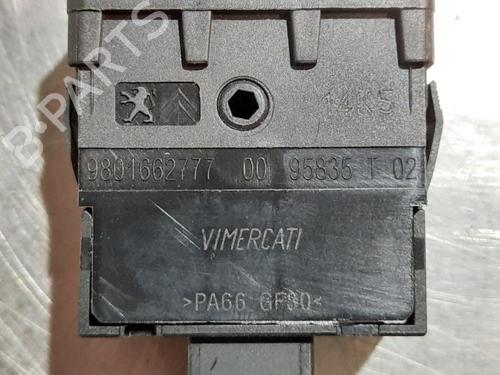 B-PARTS
14K5
9801662777 00 95835 T 02
VIMERCATI
>PA66 GF30<